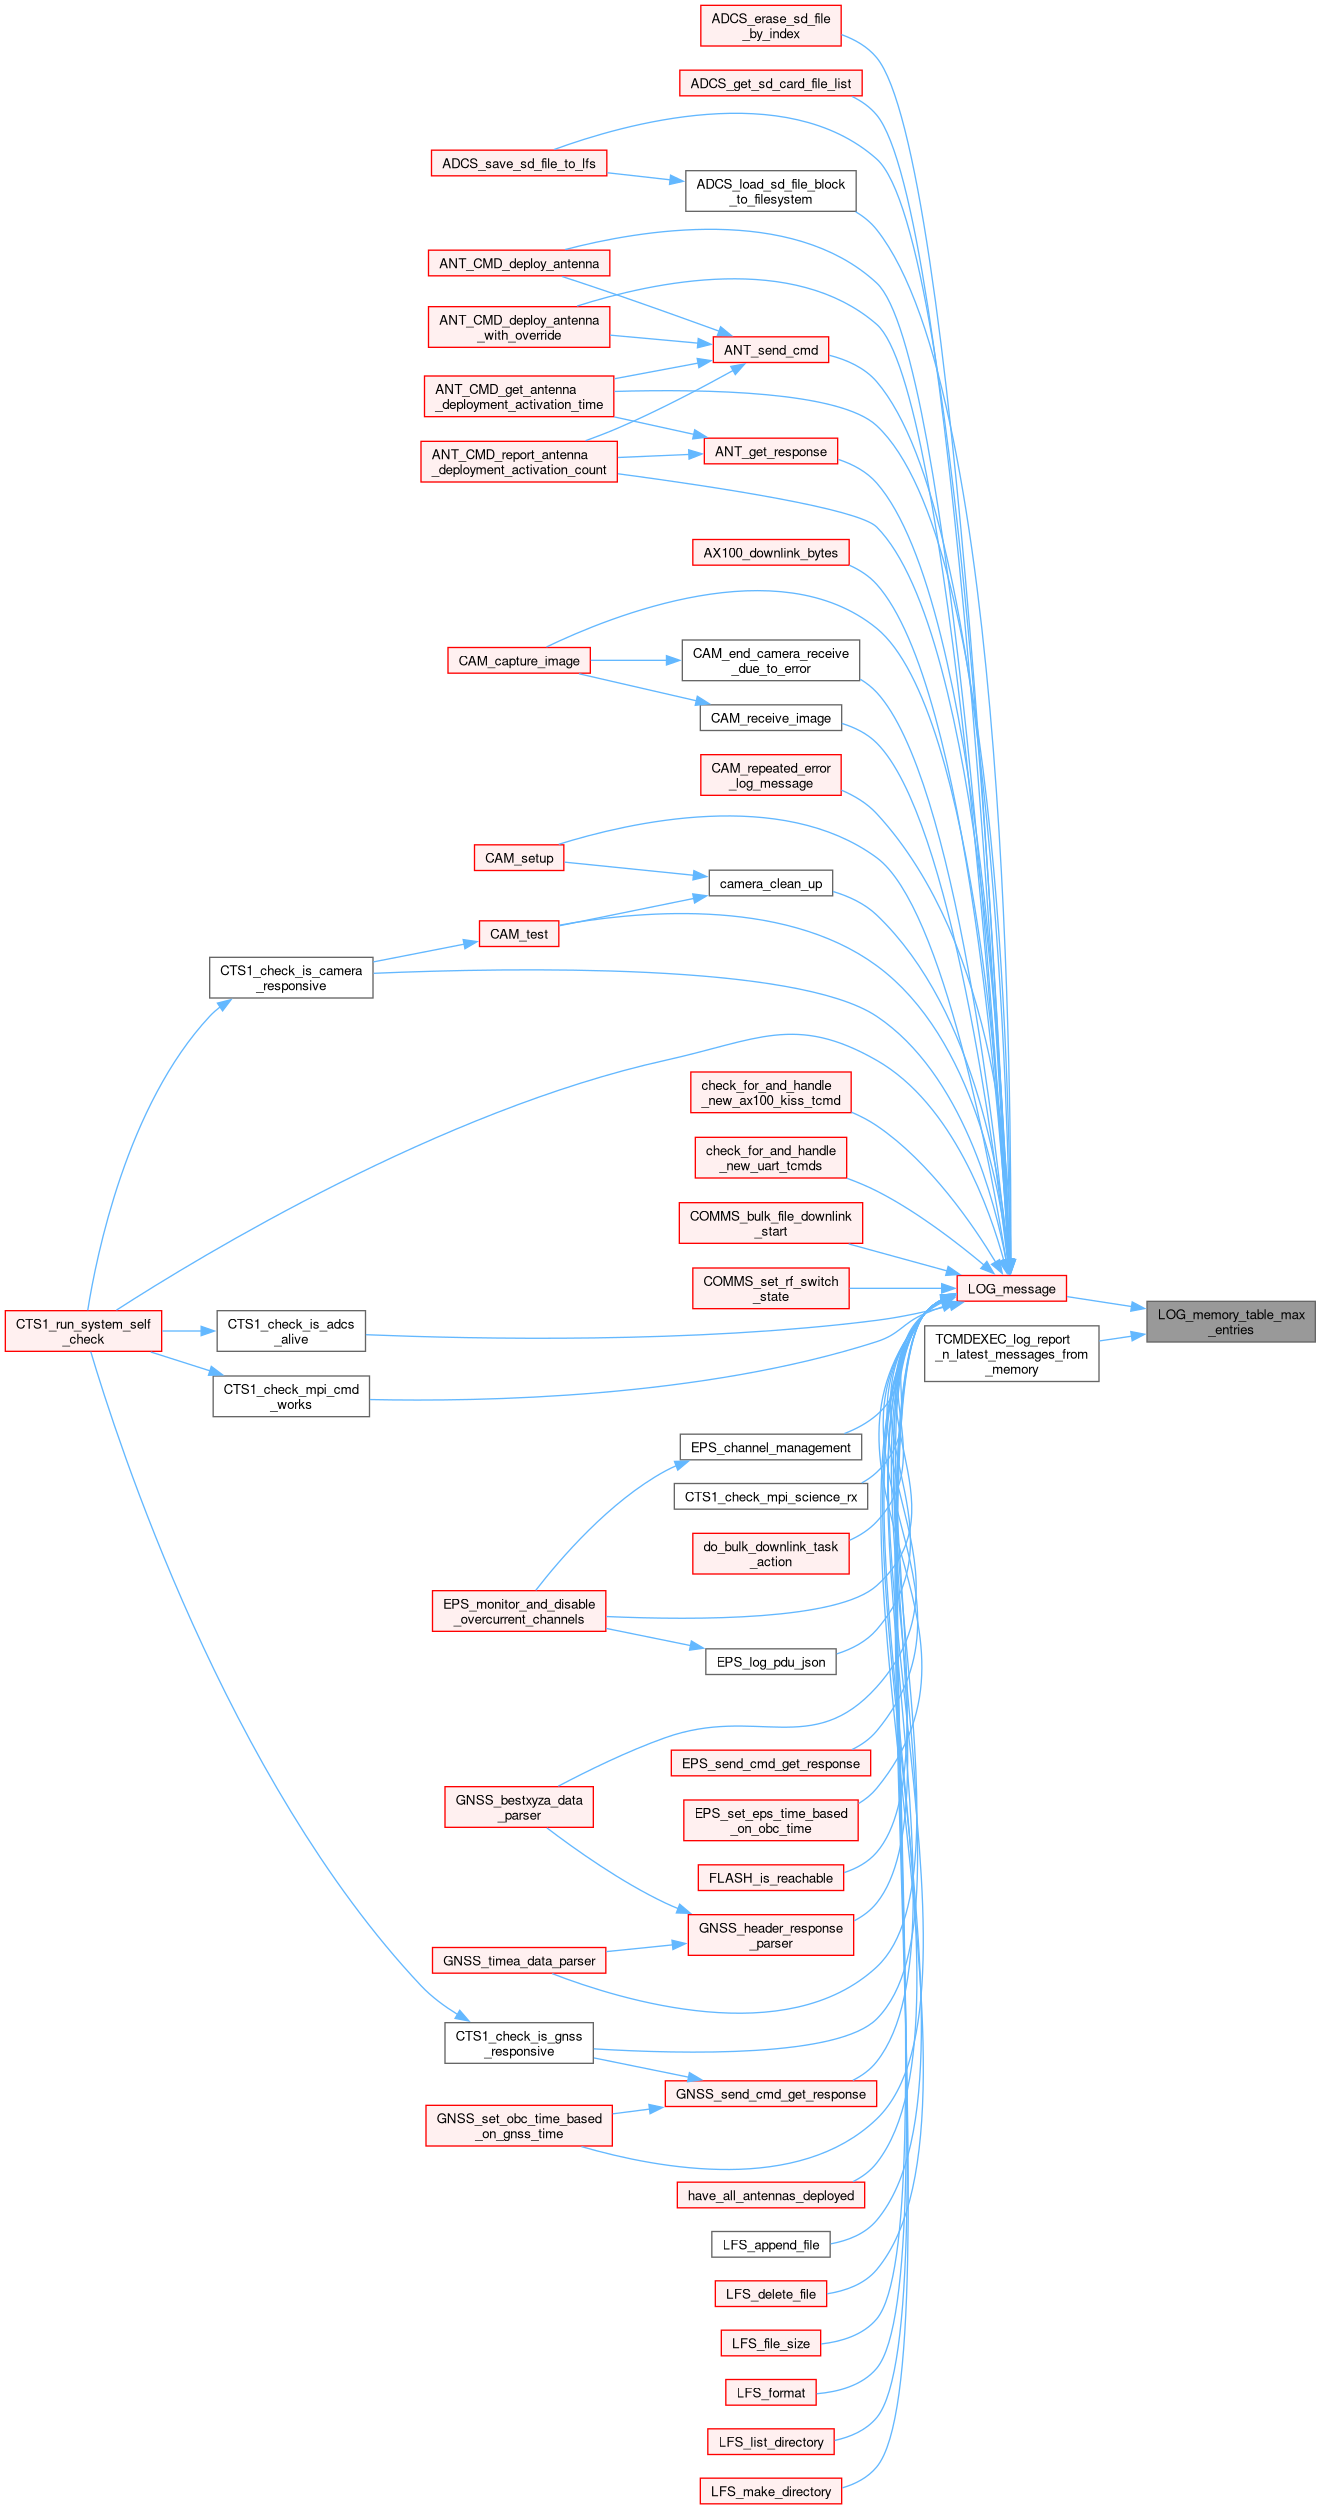 ADCS_erase_sd_file
_by_index
ADCS_get_sd_card_file_list
ADCS_save_sd_file_to_lfs
ADCS_load_sd_file_block
_to_filesystem
ANT_CMD_deploy_antenna
ANT_CMD_deploy_antenna
_with_override
ANT_send_cmd
ANT_CMD_get_antenna
_deployment_activation_time
ANT_CMD_report_antenna
_deployment_activation_count
ANT_get_response
AX100_downlink_bytes
CAM_capture_image
CAM_end_camera_receive
_due_to_error
CAM_receive_image
CAM_repeated_error
_log_message
CAM_setup
camera_clean_up
CAM_test
CTS1_check_is_camera
_responsive
check_for_and_handle
_new_ax100_kiss_tcmd
check_for_and_handle
_new_uart_tcmds
COMMS_bulk_file_downlink
_start
COMMS_set_rf_switch
_state
LOG_message
LOG_memory_table_max
_entries
CTS1_run_system_self
_check
CTS1_check_is_adcs
_alive
TCMDEXEC_log_report
_n_latest_messages_from
_memory
CTS1_check_mpi_cmd
_works
EPS_channel_management
CTS1_check_mpi_science_rx
do_bulk_downlink_task
_action
EPS_monitor_and_disable
_overcurrent_channels
EPS_log_pdu_json
EPS_send_cmd_get_response
GNSS_bestxyza_data
_parser
EPS_set_eps_time_based
_on_obc_time
FLASH_is_reachable
GNSS_header_response
_parser
GNSS_timea_data_parser
CTS1_check_is_gnss
_responsive
GNSS_send_cmd_get_response
GNSS_set_obc_time_based
_on_gnss_time
have_all_antennas_deployed
LFS_append_file
LFS_delete_file
LFS_file_size
LFS_format
LFS_list_directory
LFS_make_directory